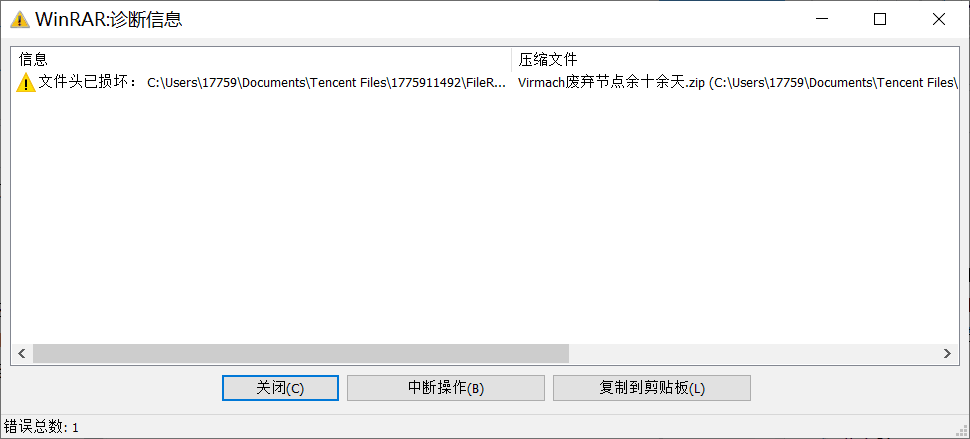 WinRAR:诊断信息
信息 压缩文件
文件头已损坏： C:\Users\17759\Documents\Tencent Files\1775911492\FileR... Virmach废弃节点余十余天.zip (C:\Users\17759\Documents\Tencent Files\
关闭(C) 中断操作(B) 复制到剪贴板(L)
错误总数: 1